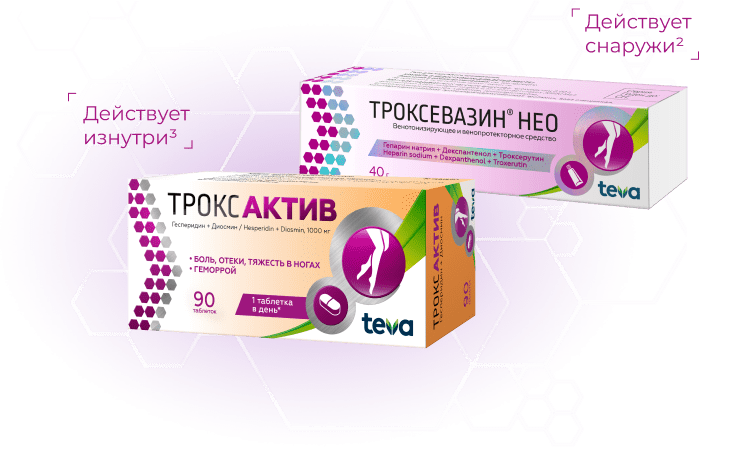 Действует
снаружи²
Действует
изнутри³
ТРОКСЕВАЗИН® НЕО
Венотонизирующее и венопротекторное средство
Гепарин натрия + Декспантенол + Троксерутин
Heparin sodium + Dexpanthenol + Troxerutin
40 г
teva
ТРОКСАКТИВ
Гесперидин + Диосмин / Hesperidin + Diosmin, 1000 мг
• БОЛЬ, ОТЕКИ, ТЯЖЕСТЬ В НОГАХ
• ГЕМОРРОЙ
90
таблеток
1 таблетка
в день*
teva
ТРОКСАКТИВ
Гесперидин + Диосмин
90